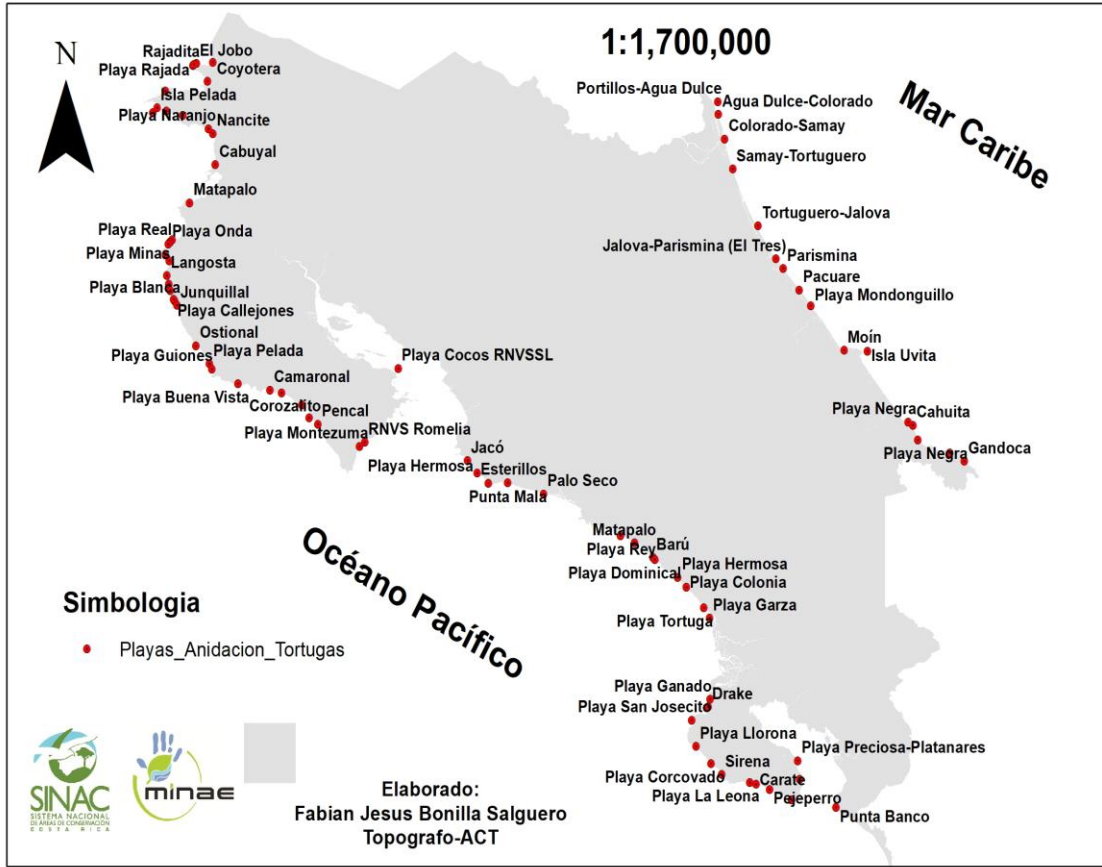 1:1,700,000
N
Mar Caribe
Océano Pacífico
Rajadita
El Jobo
Playa Rajada
Coyotera
Isla Pelada
Playa Naranjo
Nancite
Cabuyal
Matapalo
Playa Real
Playa Onda
Playa Minas
Langosta
Playa Blanca
Junquillal
Playa Callejones
Ostional
Playa Guiones
Playa Pelada
Playa Buena Vista
Camaronal
Corozalito
Pencal
Playa Montezuma
RNVS Romelia
Playa Cocos RNVSSL
Jacó
Playa Hermosa
Esterillos
Punta Mala
Palo Seco
Matapalo
Playa Rey
Barú
Playa Dominical
Playa Hermosa
Playa Colonia
Playa Garza
Playa Tortuga
Playa Ganado
Drake
Playa San Josecito
Playa Llorona
Sirena
Playa Corcovado
Carate
Playa La Leona
Pejeperro
Playa Preciosa-Platanares
Punta Banco
Portillos-Agua Dulce
Agua Dulce-Colorado
Colorado-Samay
Samay-Tortuguero
Tortuguero-Jalova
Jalova-Parismina (El Tres)
Parismina
Pacuare
Playa Mondonguillo
Moín
Isla Uvita
Playa Negra
Cahuita
Playa Negra
Gandoca
Simbologia
Playas_Anidacion_Tortugas
SINAC
SISTEMA NACIONAL
DE ÁREAS DE CONSERVACIÓN
COSTA RICA
minae
Elaborado:
Fabian Jesus Bonilla Salguero
Topografo-ACT